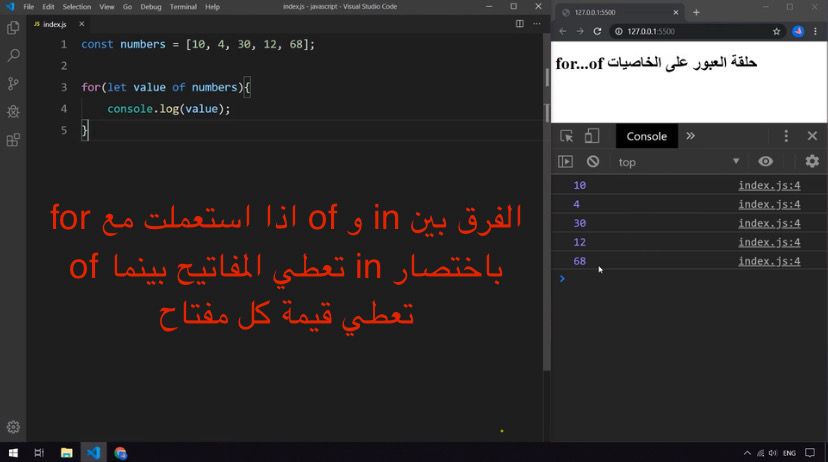 File Edit Selection View Go Debug Terminal Help
index.js - javascript - Visual Studio Code
JS index.js ×
1 const numbers = [10, 4, 30, 12, 68];
2
3 for(let value of numbers){
4 console.log(value);
5 }
الفرق بين in و of اذا استعملت مع for
باختصار in تعطي المفاتيح بينما of
تعطي قيمة كل مفتاح
127.0.0.1:5500
127.0.0.1:5500
حلقة العبور على الخاصيات for...of
Console
top
10 index.js:4
4 index.js:4
30 index.js:4
12 index.js:4
68 index.js:4
ENG